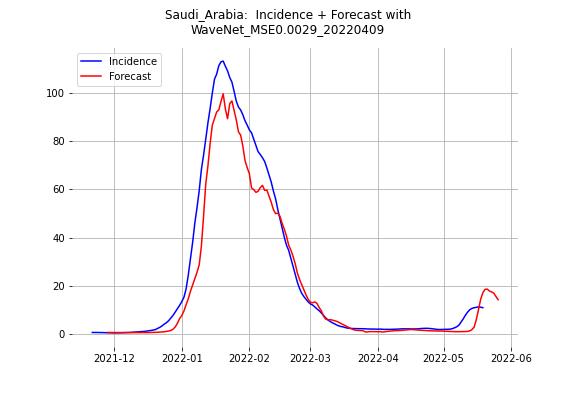 Saudi_Arabia:  Incidence + Forecast with
WaveNet_MSE0.0029_20220409
Incidence
Forecast
100
80
60
40
20
0
2021-12 2022-01 2022-02 2022-03 2022-04 2022-05 2022-06